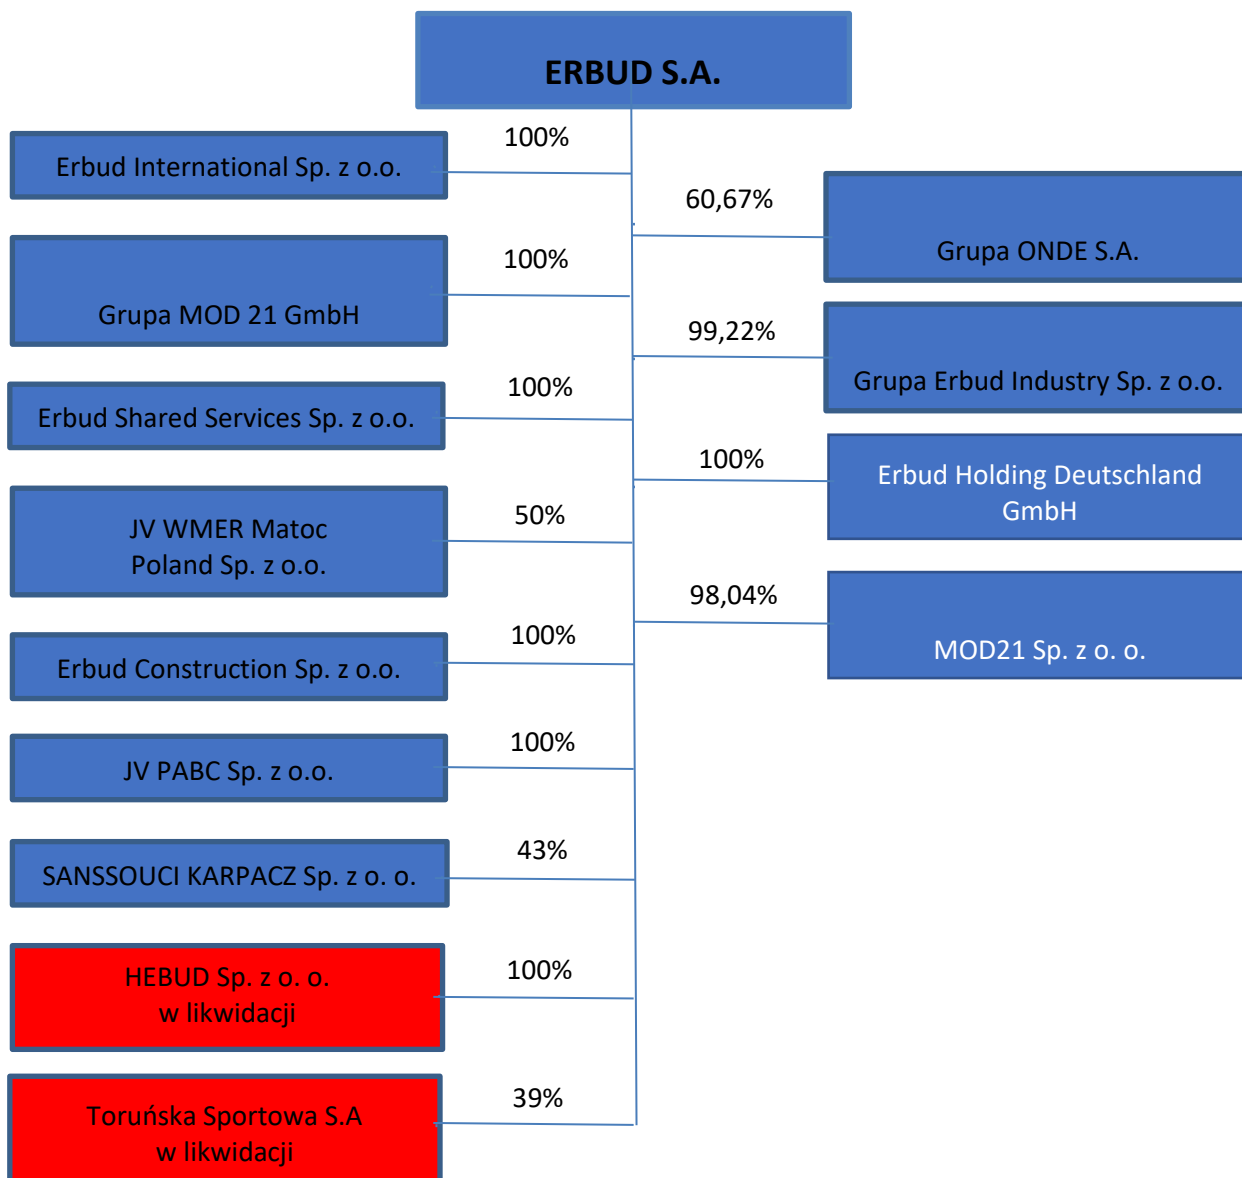 ERBUD S.A.
100%
Erbud International Sp. z o.o.
60,67%
Grupa ONDE S.A.
100%
Grupa MOD 21 GmbH
99,22%
Grupa Erbud Industry Sp. z o.o.
100%
Erbud Shared Services Sp. z o.o.
100%
Erbud Holding Deutschland
GmbH
50%
JV WMER Matoc
Poland Sp. z o.o.
98,04%
MOD21 Sp. z o. o.
100%
Erbud Construction Sp. z o.o.
100%
JV PABC Sp. z o.o.
43%
SANSSOUCI KARPACZ Sp. z o. o.
100%
HEBUD Sp. z o. o.
w likwidacji
39%
Toruńska Sportowa S.A
w likwidacji